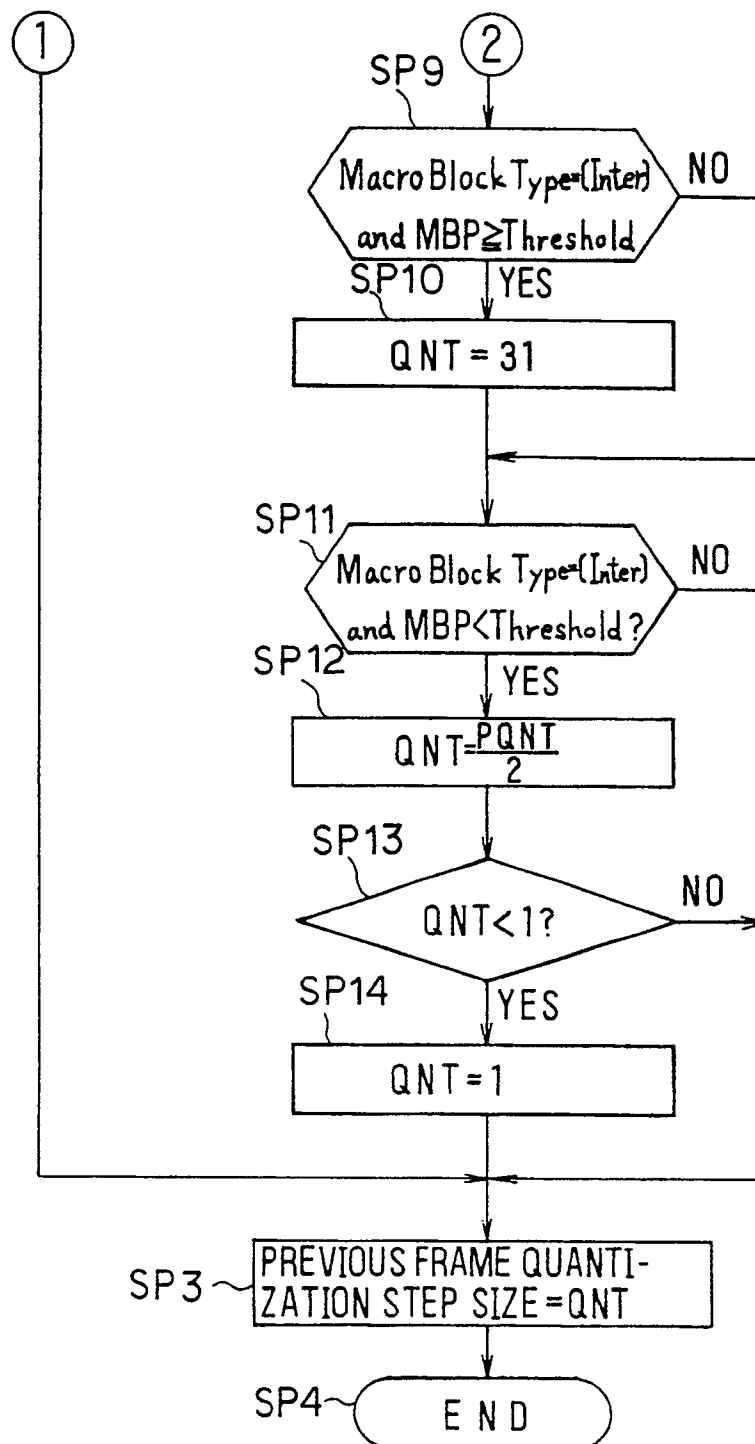 1
2
SP9
Macro Block Type=(Inter)
and MBP≧Threshold
NO
YES
SP10
QNT=31
SP11
Macro Block Type=(Inter)
and MBP<Threshold?
NO
YES
SP12
QNT=PQNT/2
SP13
QNT<1?
NO
YES
SP14
QNT=1
SP3
PREVIOUS FRAME QUANTI-
ZATION STEP SIZE=QNT
SP4
END